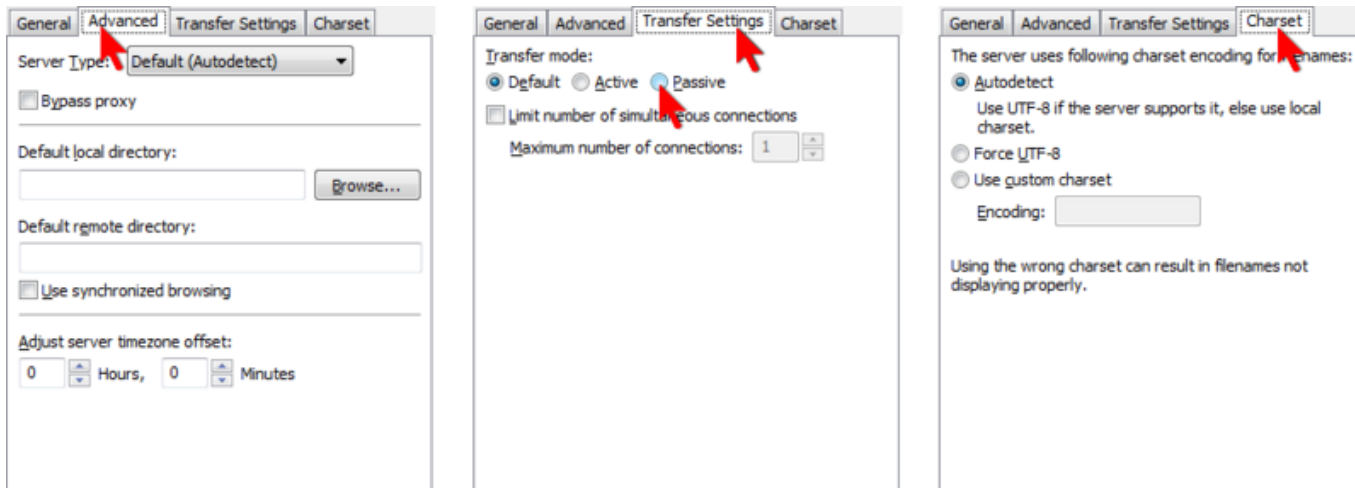 General Advanced Transfer Settings Charset
Server Type: Default (Autodetect)
Bypass proxy
Default local directory:
Browse...
Default remote directory:
Use synchronized browsing
Adjust server timezone offset:
0 Hours, 0 Minutes
General Advanced Transfer Settings Charset
Transfer mode:
Default Active Passive
Limit number of simultaneous connections
Maximum number of connections: 1
General Advanced Transfer Settings Charset
The server uses following charset encoding for filenames:
Autodetect
Use UTF-8 if the server supports it, else use local
charset.
Force UTF-8
Use custom charset
Encoding:
Using the wrong charset can result in filenames not
displaying properly.